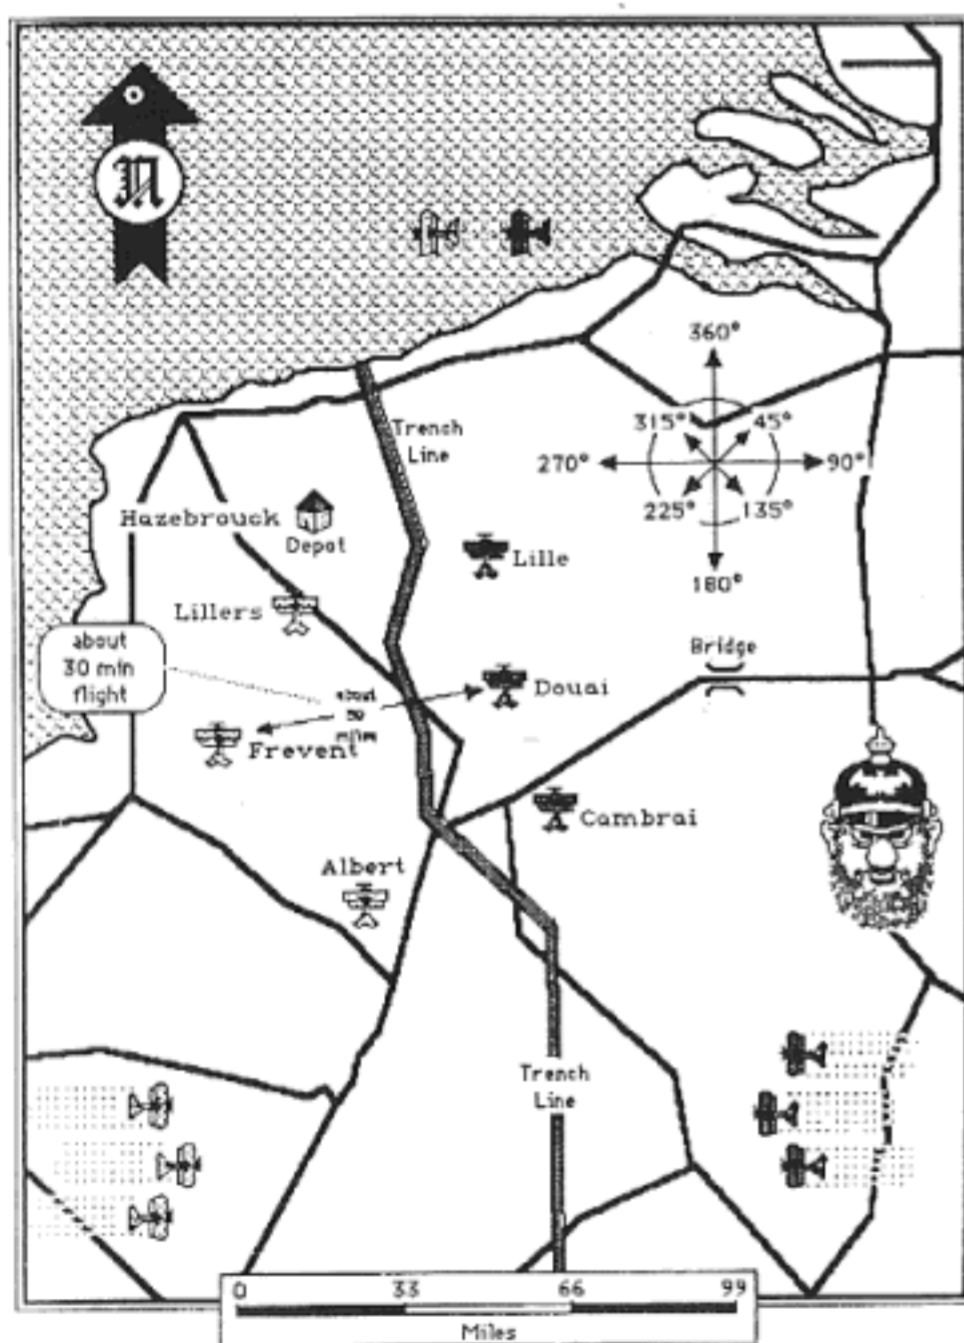 N
360°
315°
45°
270°
90°
225°
135°
180°
Trench
Line
Hazebrouck
Depot
Lille
Lillers
about
30 min
flight
Bridge
about
50
miles
Douai
Frevent
Cambrai
Albert
Trench
Line
0 33 66 99
Miles